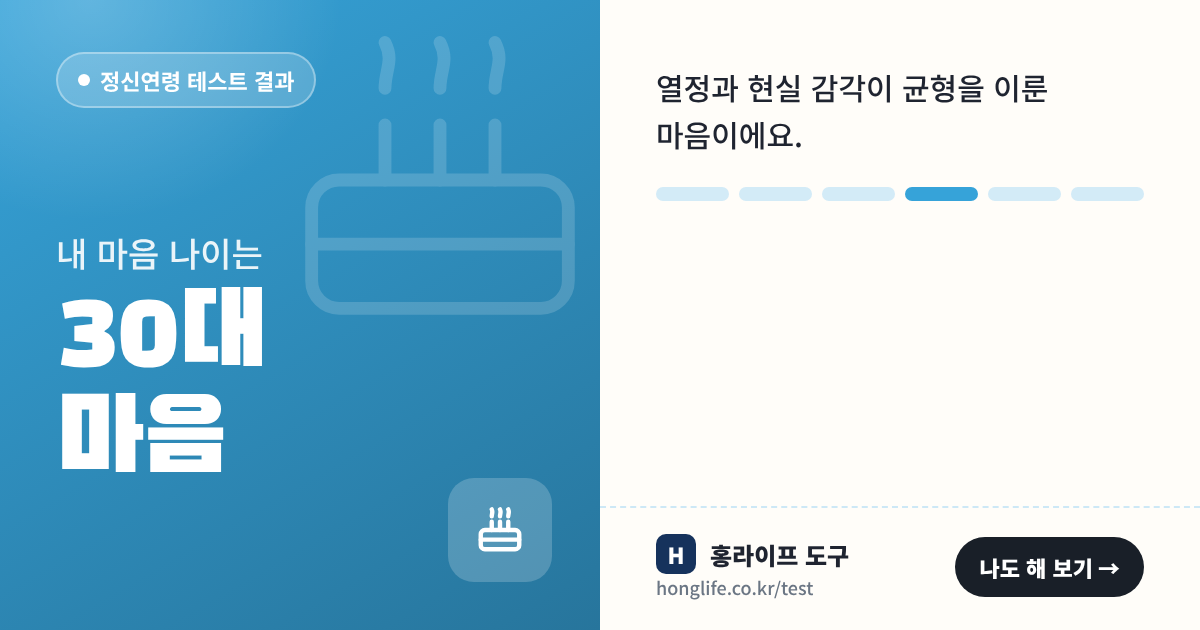 정신연령 테스트 결과
내 마음 나이는
30대
마음
열정과 현실 감각이 균형을 이룬
마음이에요.
H 홍라이프 도구
honglife.co.kr/test
나도 해 보기 →